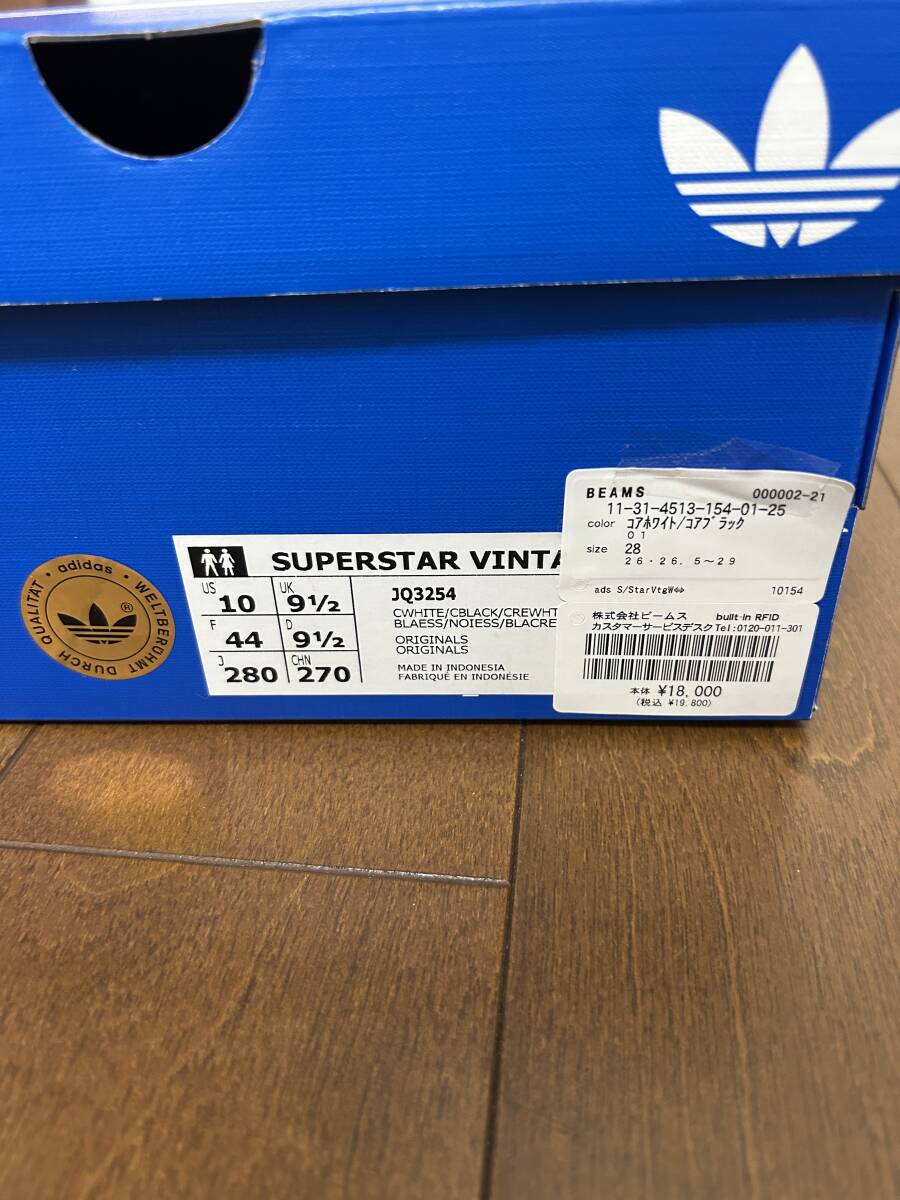 adidas · WELTBERÜHMT DURCH QUALITÄT ·
®
SUPERSTAR VINTA
US 10 UK 9½
F 44 D 9½
J 280 CHN 270
JQ3254
CWHITE/CBLACK/CREWHT
BLAESS/NOIESS/BLACRE
ORIGINALS
ORIGINALS
MADE IN INDONESIA
FABRIQUÉ EN INDONÉSIE
BEAMS 000002-21
11-31-4513-154-01-25
color コアホワイト/コアブラック
01
size 28
26・26.5～29
ads S/StarVtgW⇔ 10154
株式会社ビームス built-in RFID
カスタマーサービスデスク Tel:0120-011-301
本体 ¥18,000
(税込 ¥19,800)